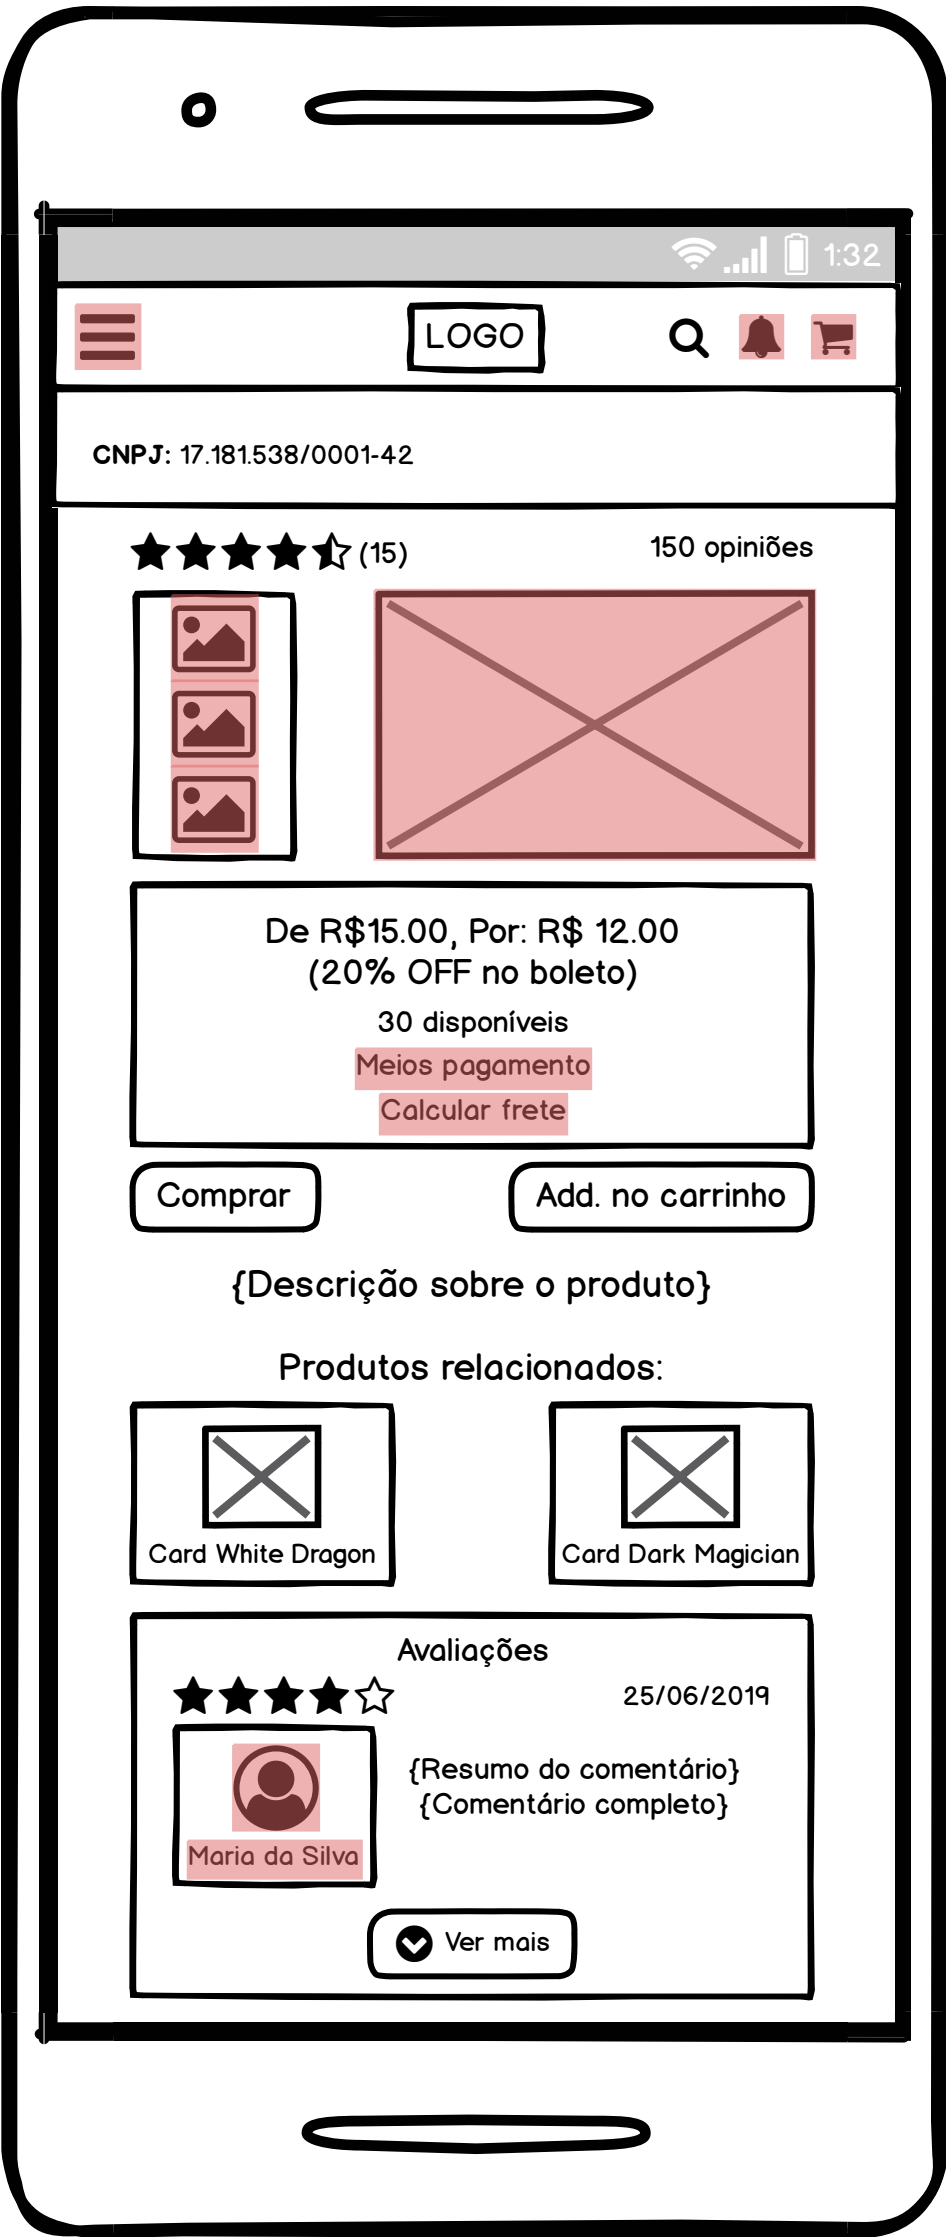 1:32
LOGO
CNPJ: 17.181.538/0001-42
(15)
150 opiniões
De R$15.00, Por: R$ 12.00
(20% OFF no boleto)
30 disponíveis
Meios pagamento
Calcular frete
Comprar
Add. no carrinho
{Descrição sobre o produto}
Produtos relacionados:
Card White Dragon
Card Dark Magician
Avaliações
25/06/2019
{Resumo do comentário}
{Comentário completo}
Maria da Silva
Ver mais